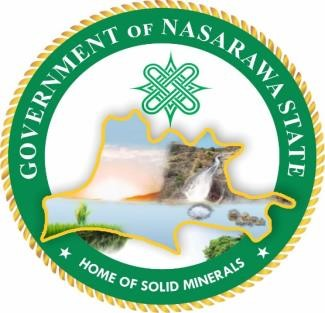 GOVERNMENT OF NASARAWA STATE
HOME OF SOLID MINERALS